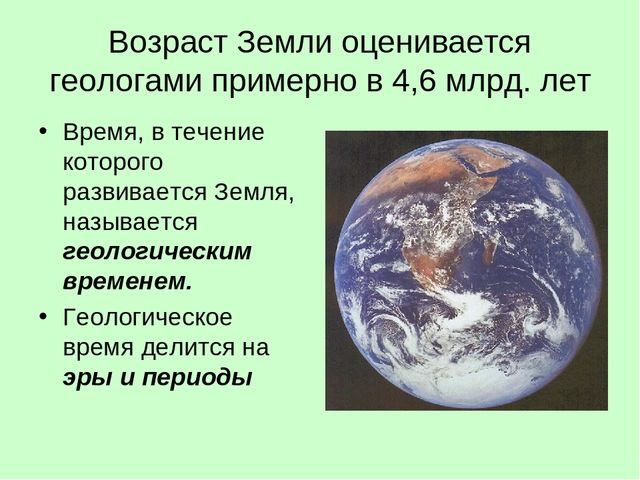 Возраст Земли оценивается
геологами примерно в 4,6 млрд. лет
• Время, в течение
которого
развивается Земля,
называется
геологическим
временем.
• Геологическое
время делится на
эры и периоды